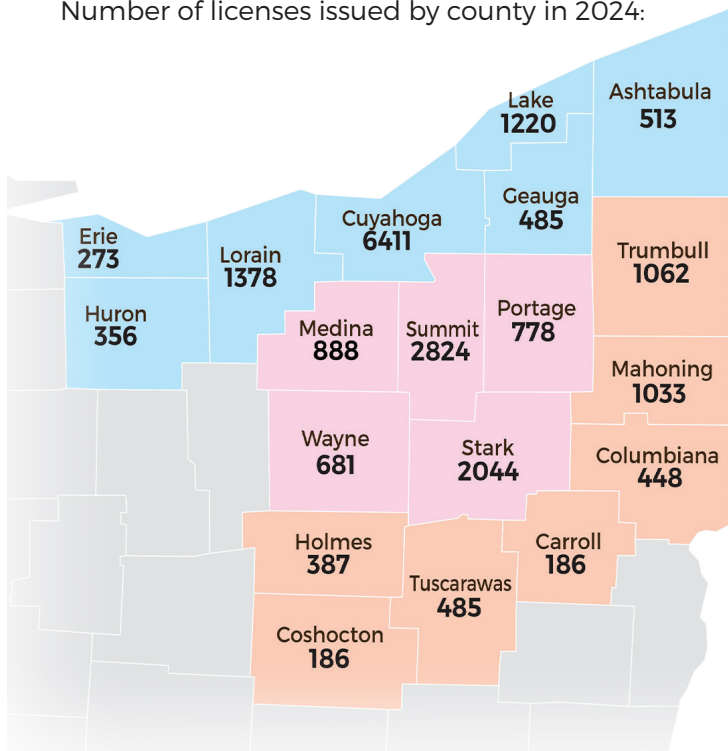 Number of licenses issued by county in 2024:
Lake
1220
Ashtabula
513
Geauga
485
Cuyahoga
6411
Erie
273
Lorain
1378
Trumbull
1062
Huron
356
Medina
888
Summit
2824
Portage
778
Mahoning
1033
Wayne
681
Stark
2044
Columbiana
448
Holmes
387
Carroll
186
Tuscarawas
485
Coshocton
186